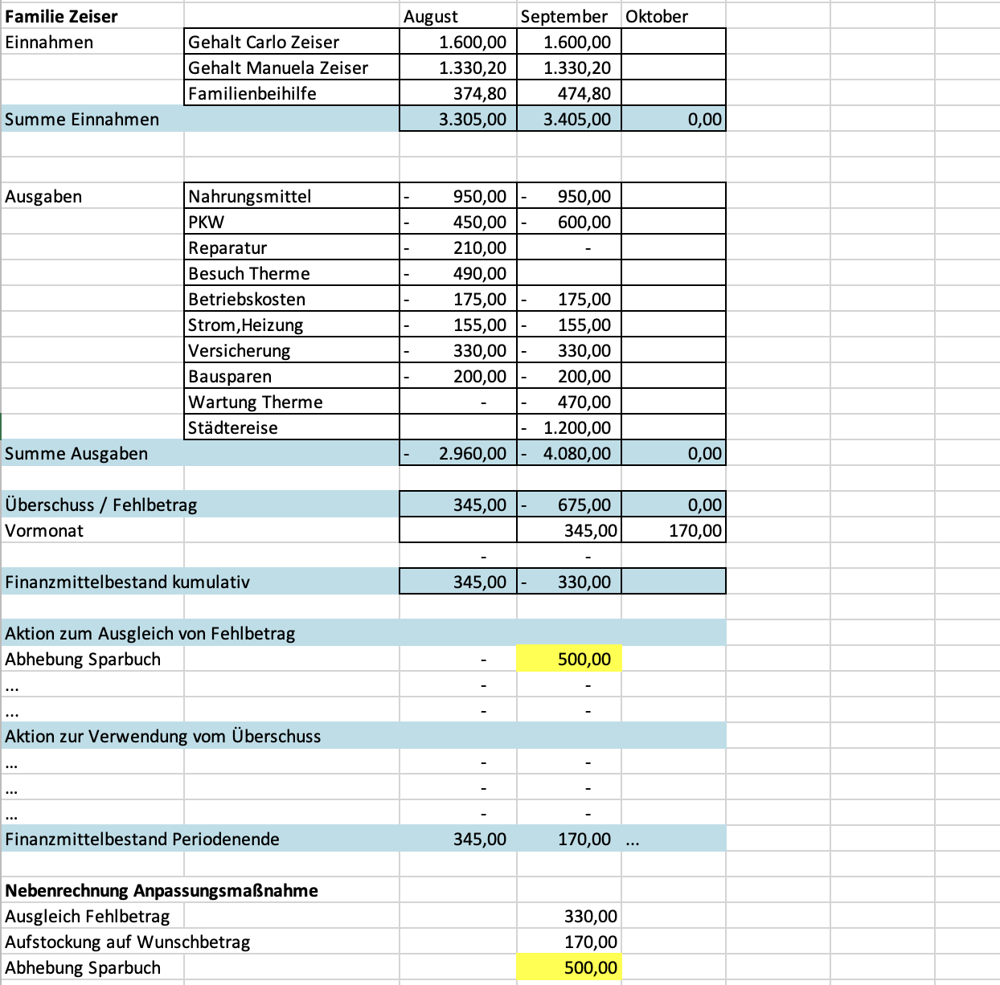 Familie Zeiser August September Oktober
Einnahmen Gehalt Carlo Zeiser 1.600,00 1.600,00
Gehalt Manuela Zeiser 1.330,20 1.330,20
Familienbeihilfe 374,80 474,80
Summe Einnahmen 3.305,00 3.405,00 0,00
Ausgaben Nahrungsmittel - 950,00 - 950,00
PKW - 450,00 - 600,00
Reparatur - 210,00 -
Besuch Therme - 490,00
Betriebskosten - 175,00 - 175,00
Strom,Heizung - 155,00 - 155,00
Versicherung - 330,00 - 330,00
Bausparen - 200,00 - 200,00
Wartung Therme - - 470,00
Städtereise - 1.200,00
Summe Ausgaben - 2.960,00 - 4.080,00 0,00
Überschuss / Fehlbetrag 345,00 - 675,00 0,00
Vormonat 345,00 170,00
- -
Finanzmittelbestand kumulativ 345,00 - 330,00
Aktion zum Ausgleich von Fehlbetrag
Abhebung Sparbuch - 500,00
... - -
... - -
Aktion zur Verwendung vom Überschuss
... - -
... - -
... - -
Finanzmittelbestand Periodenende 345,00 170,00 ...
Nebenrechnung Anpassungsmaßnahme
Ausgleich Fehlbetrag 330,00
Aufstockung auf Wunschbetrag 170,00
Abhebung Sparbuch 500,00